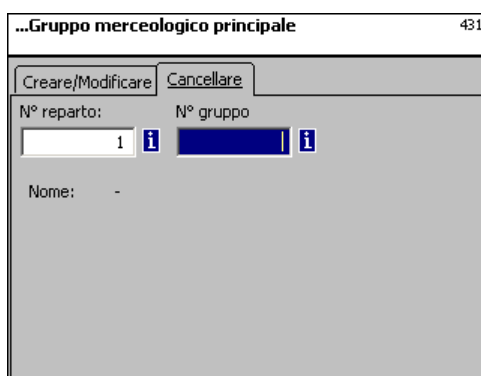 ...Gruppo merceologico principale 431
Creare/Modificare Cancellare
N° reparto: N° gruppo
1 i i
Nome: -